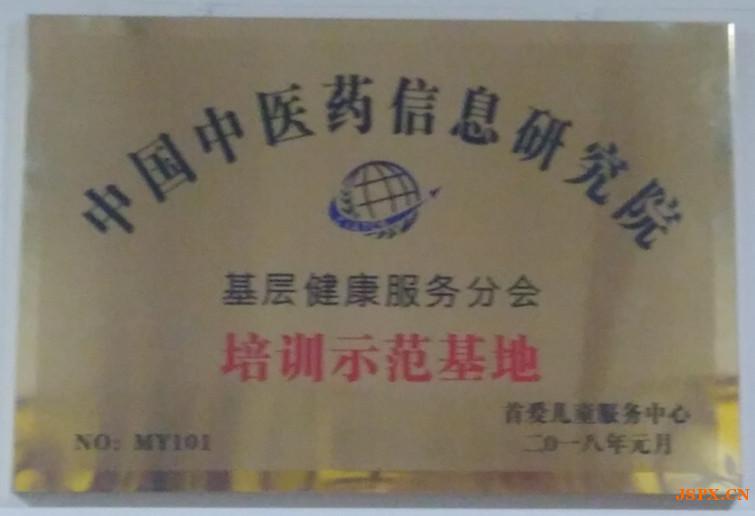 中国中医药信息研究院
基层健康服务分会
培训示范基地
首爱儿童服务中心
NO: MY101
二0一八年元月
JSPX.CN